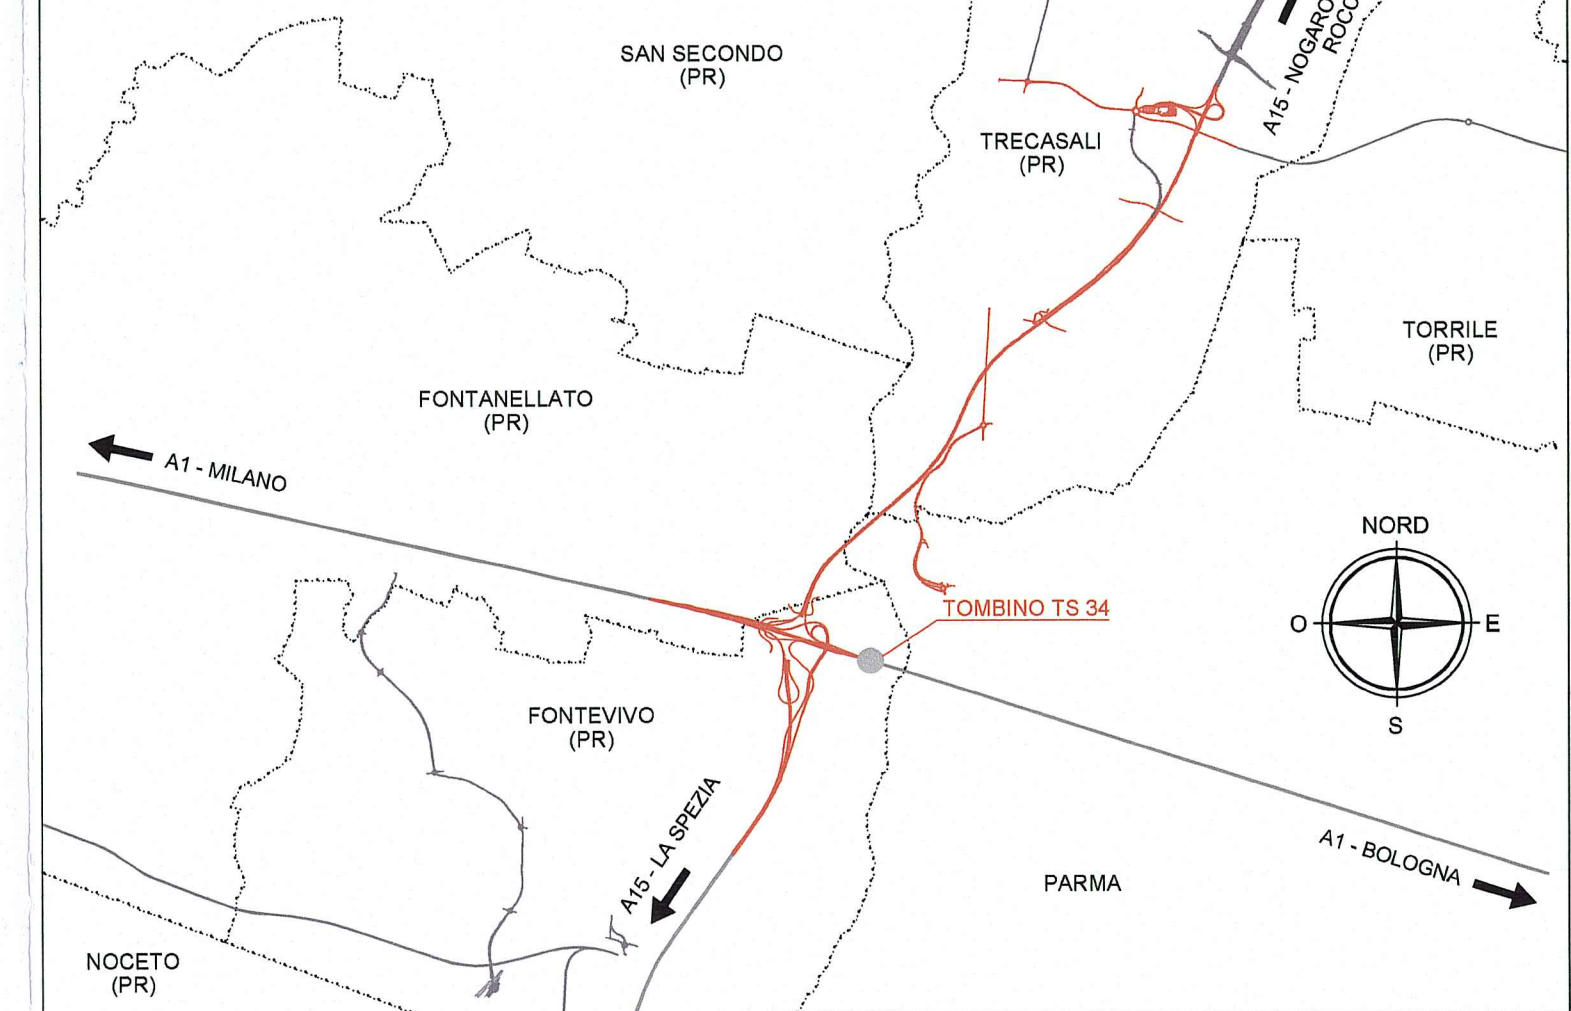 SAN SECONDO
(PR)
A15 - NOGARO
ROCC
TRECASALI
(PR)
TORRILE
(PR)
FONTANELLATO
(PR)
A1 - MILANO
NORD
O
E
S
TOMBINO TS 34
FONTEVIVO
(PR)
A15 - LA SPEZIA
A1 - BOLOGNA
PARMA
NOCETO
(PR)